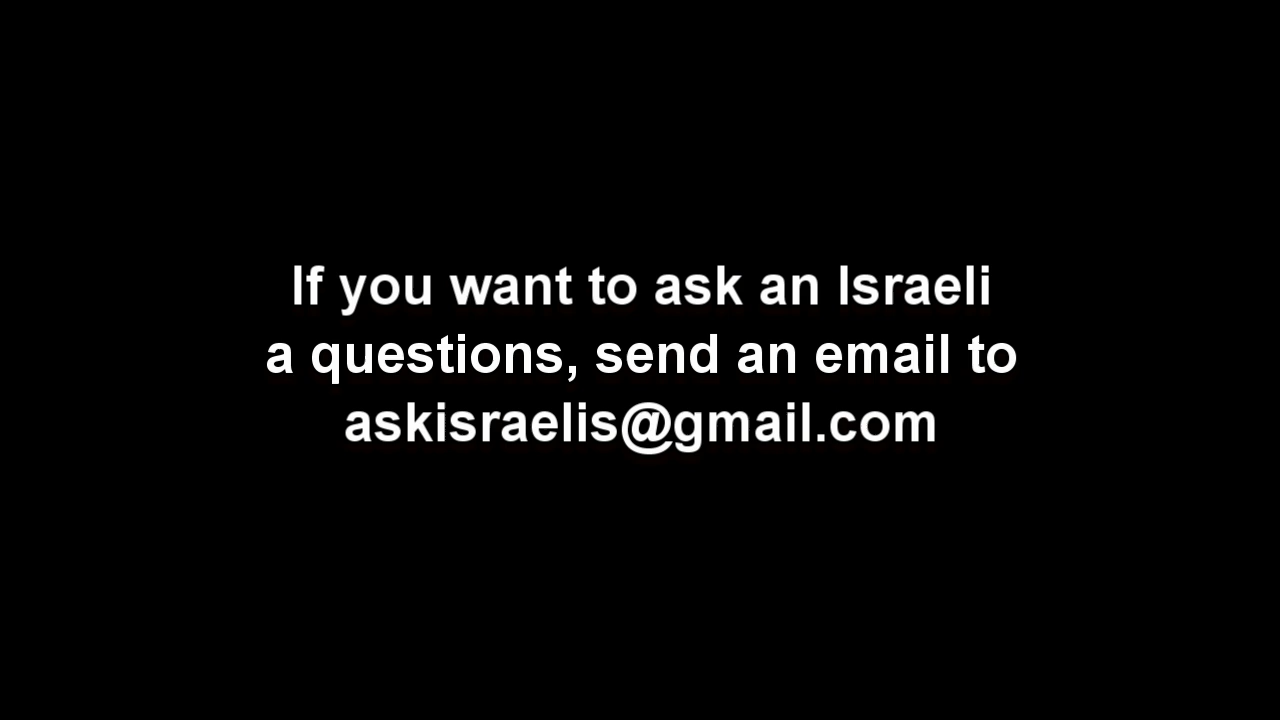 If you want to ask an Israeli
a questions, send an email to
askisraelis@gmail.com